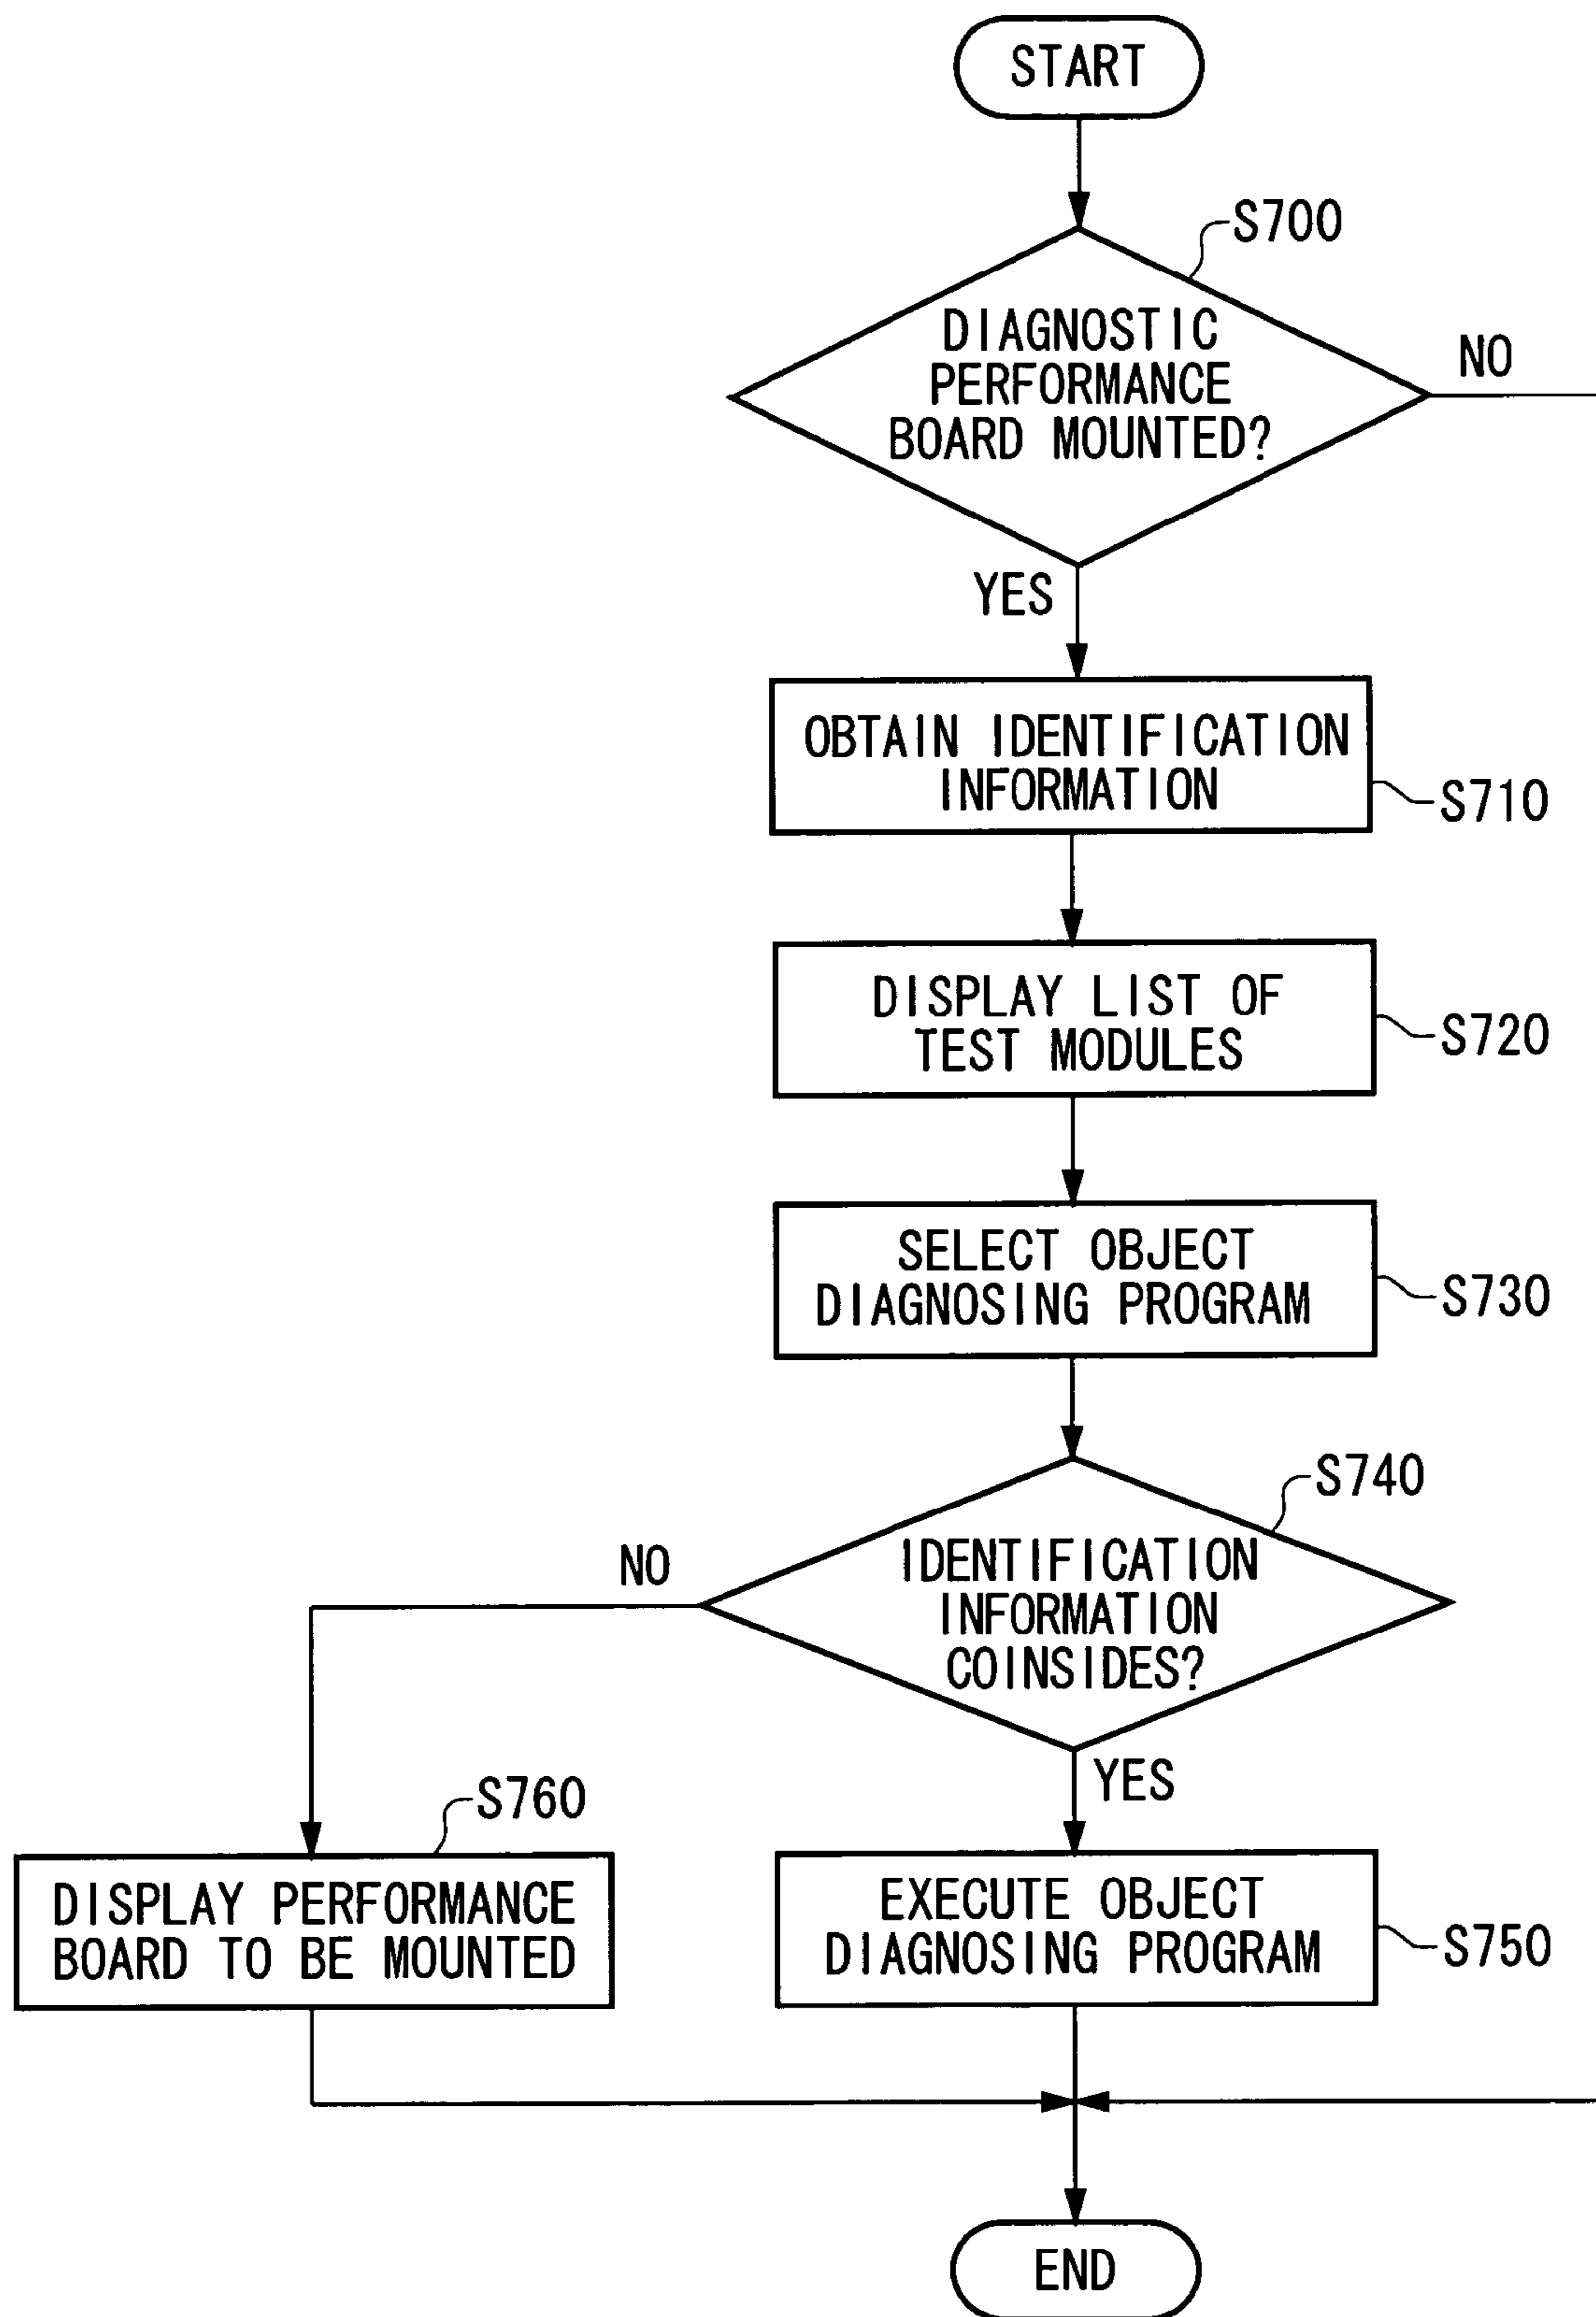 START
S700
DIAGNOSTIC
PERFORMANCE
BOARD MOUNTED?
NO
YES
OBTAIN IDENTIFICATION
INFORMATION
S710
DISPLAY LIST OF
TEST MODULES
S720
SELECT OBJECT
DIAGNOSING PROGRAM
S730
S740
IDENTIFICATION
INFORMATION
COINSIDES?
NO
YES
S760
DISPLAY PERFORMANCE
BOARD TO BE MOUNTED
EXECUTE OBJECT
DIAGNOSING PROGRAM
S750
END